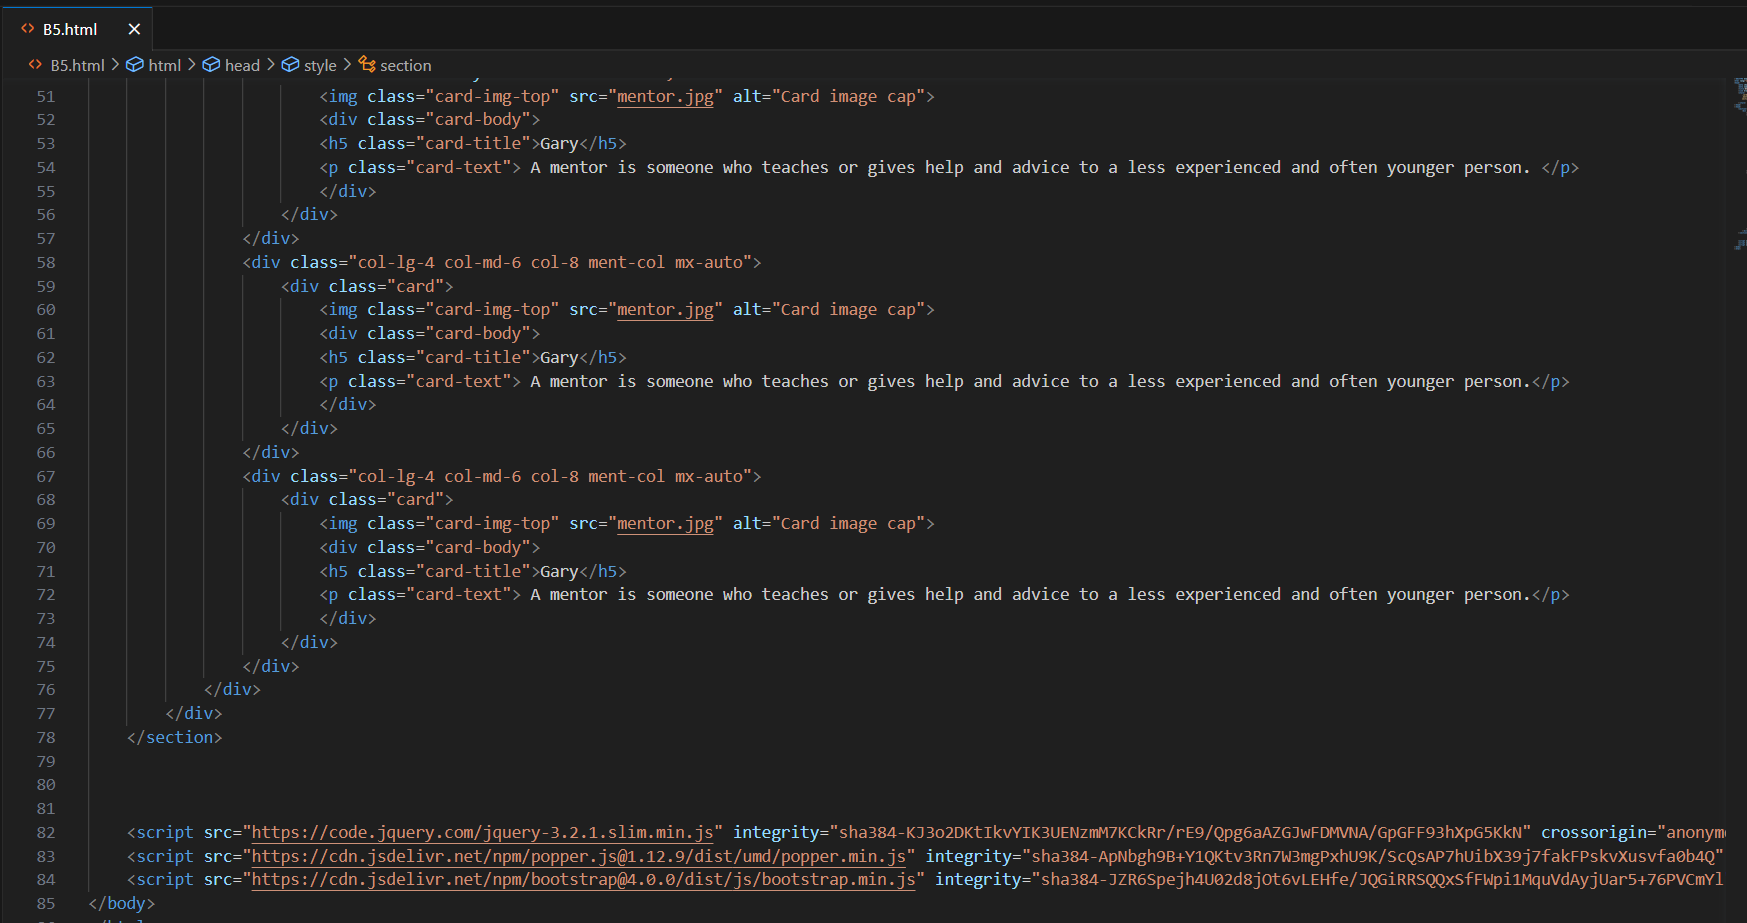 B5.html
B5.html > html > head > style > section
51 <img class="card-img-top" src="mentor.jpg" alt="Card image cap">
52 <div class="card-body">
53 <h5 class="card-title">Gary</h5>
54 <p class="card-text"> A mentor is someone who teaches or gives help and advice to a less experienced and often younger person. </p>
55 </div>
56 </div>
57 </div>
58 <div class="col-lg-4 col-md-6 col-8 ment-col mx-auto">
59 <div class="card">
60 <img class="card-img-top" src="mentor.jpg" alt="Card image cap">
61 <div class="card-body">
62 <h5 class="card-title">Gary</h5>
63 <p class="card-text"> A mentor is someone who teaches or gives help and advice to a less experienced and often younger person.</p>
64 </div>
65 </div>
66 </div>
67 <div class="col-lg-4 col-md-6 col-8 ment-col mx-auto">
68 <div class="card">
69 <img class="card-img-top" src="mentor.jpg" alt="Card image cap">
70 <div class="card-body">
71 <h5 class="card-title">Gary</h5>
72 <p class="card-text"> A mentor is someone who teaches or gives help and advice to a less experienced and often younger person.</p>
73 </div>
74 </div>
75 </div>
76 </div>
77 </div>
78 </section>
79
80
81
82 <script src="https://code.jquery.com/jquery-3.2.1.slim.min.js" integrity="sha384-KJ3o2DKtIkvYIK3UENzmM7KCkRr/rE9/Qpg6aAZGJwFDMVNA/GpGFF93hXpG5KkN" crossorigin="anonym
83 <script src="https://cdn.jsdelivr.net/npm/popper.js@1.12.9/dist/umd/popper.min.js" integrity="sha384-ApNbgh9B+Y1QKtv3Rn7W3mgPxhU9K/ScQsAP7hUibX39j7fakFPskvXusvfa0b4Q"
84 <script src="https://cdn.jsdelivr.net/npm/bootstrap@4.0.0/dist/js/bootstrap.min.js" integrity="sha384-JZR6Spejh4U02d8jOt6vLEHfe/JQGiRRSQQxSfFWpi1MquVdAyjUar5+76PVCmYl
85 </body>